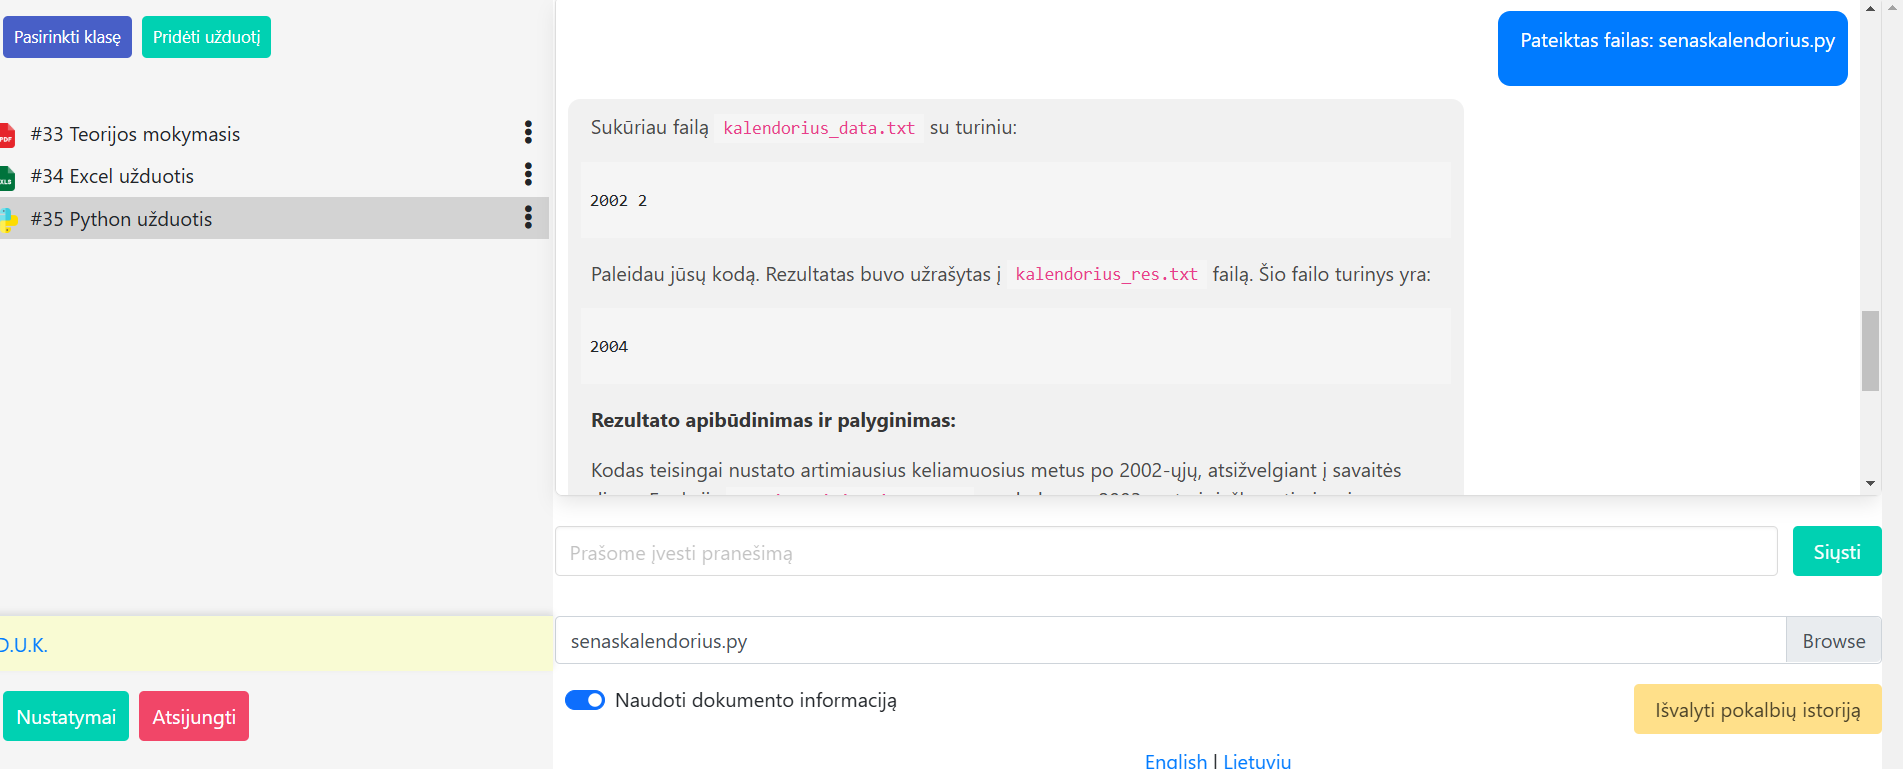 Pasirinkti klasę
Pridėti užduotį
#33 Teorijos mokymasis
#34 Excel užduotis
#35 Python užduotis
D.U.K.
Nustatymai
Atsijungti
Pateiktas failas: senaskalendorius.py
Sukūriau failą kalendorius_data.txt su turiniu:
2002 2
Paleidau jūsų kodą. Rezultatas buvo užrašytas į kalendorius_res.txt failą. Šio failo turinys yra:
2004
Rezultato apibūdinimas ir palyginimas:
Kodas teisingai nustato artimiausius keliamuosius metus po 2002-ųjų, atsižvelgiant į savaitės
Prašome įvesti pranešimą
Siųsti
senaskalendorius.py
Browse
Naudoti dokumento informaciją
Išvalyti pokalbių istoriją
English | Lietuvių